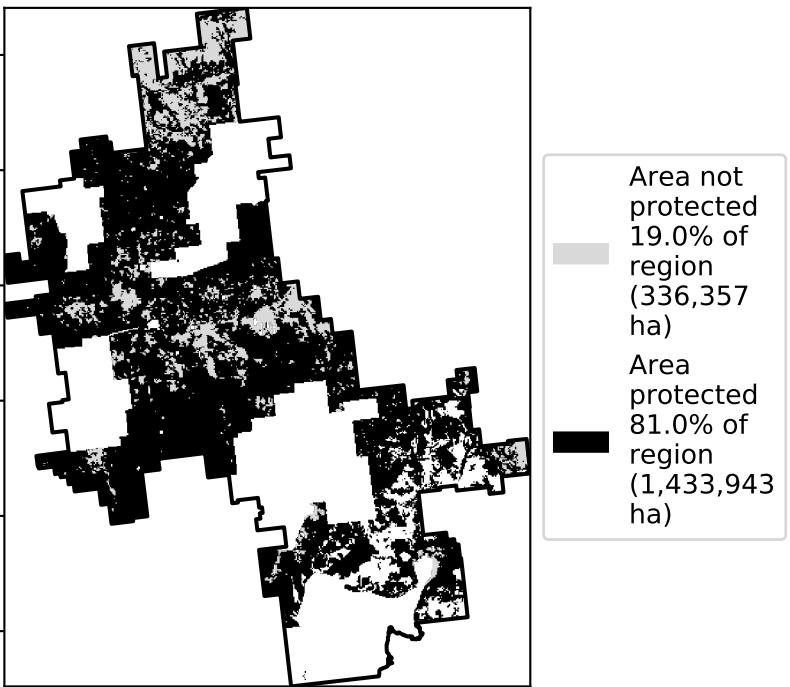 Area not
protected
19.0% of
region
(336,357
ha)
Area
protected
81.0% of
region
(1,433,943
ha)